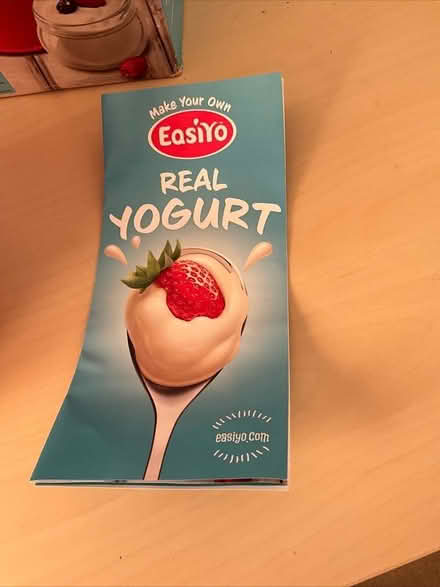 Make Your Own
EasiYo
REAL
YOGURT
easiyo.com